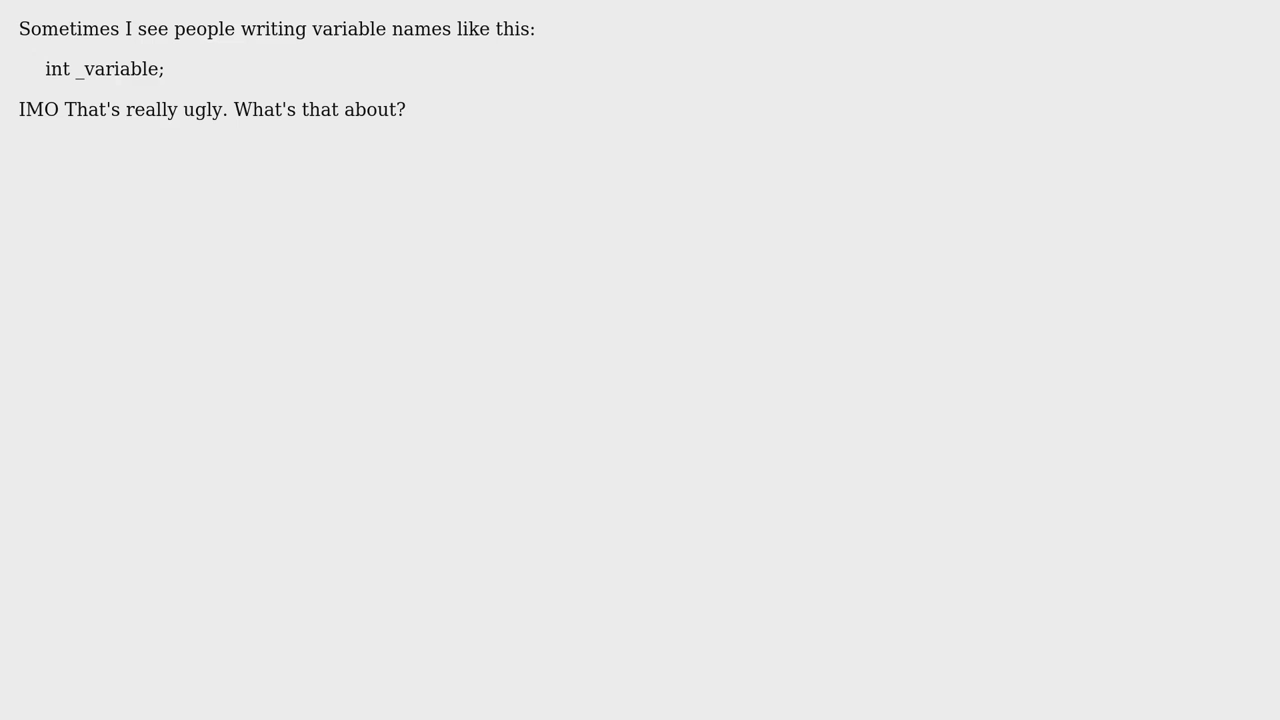 Sometimes I see people writing variable names like this:
int _variable;
IMO That's really ugly. What's that about?